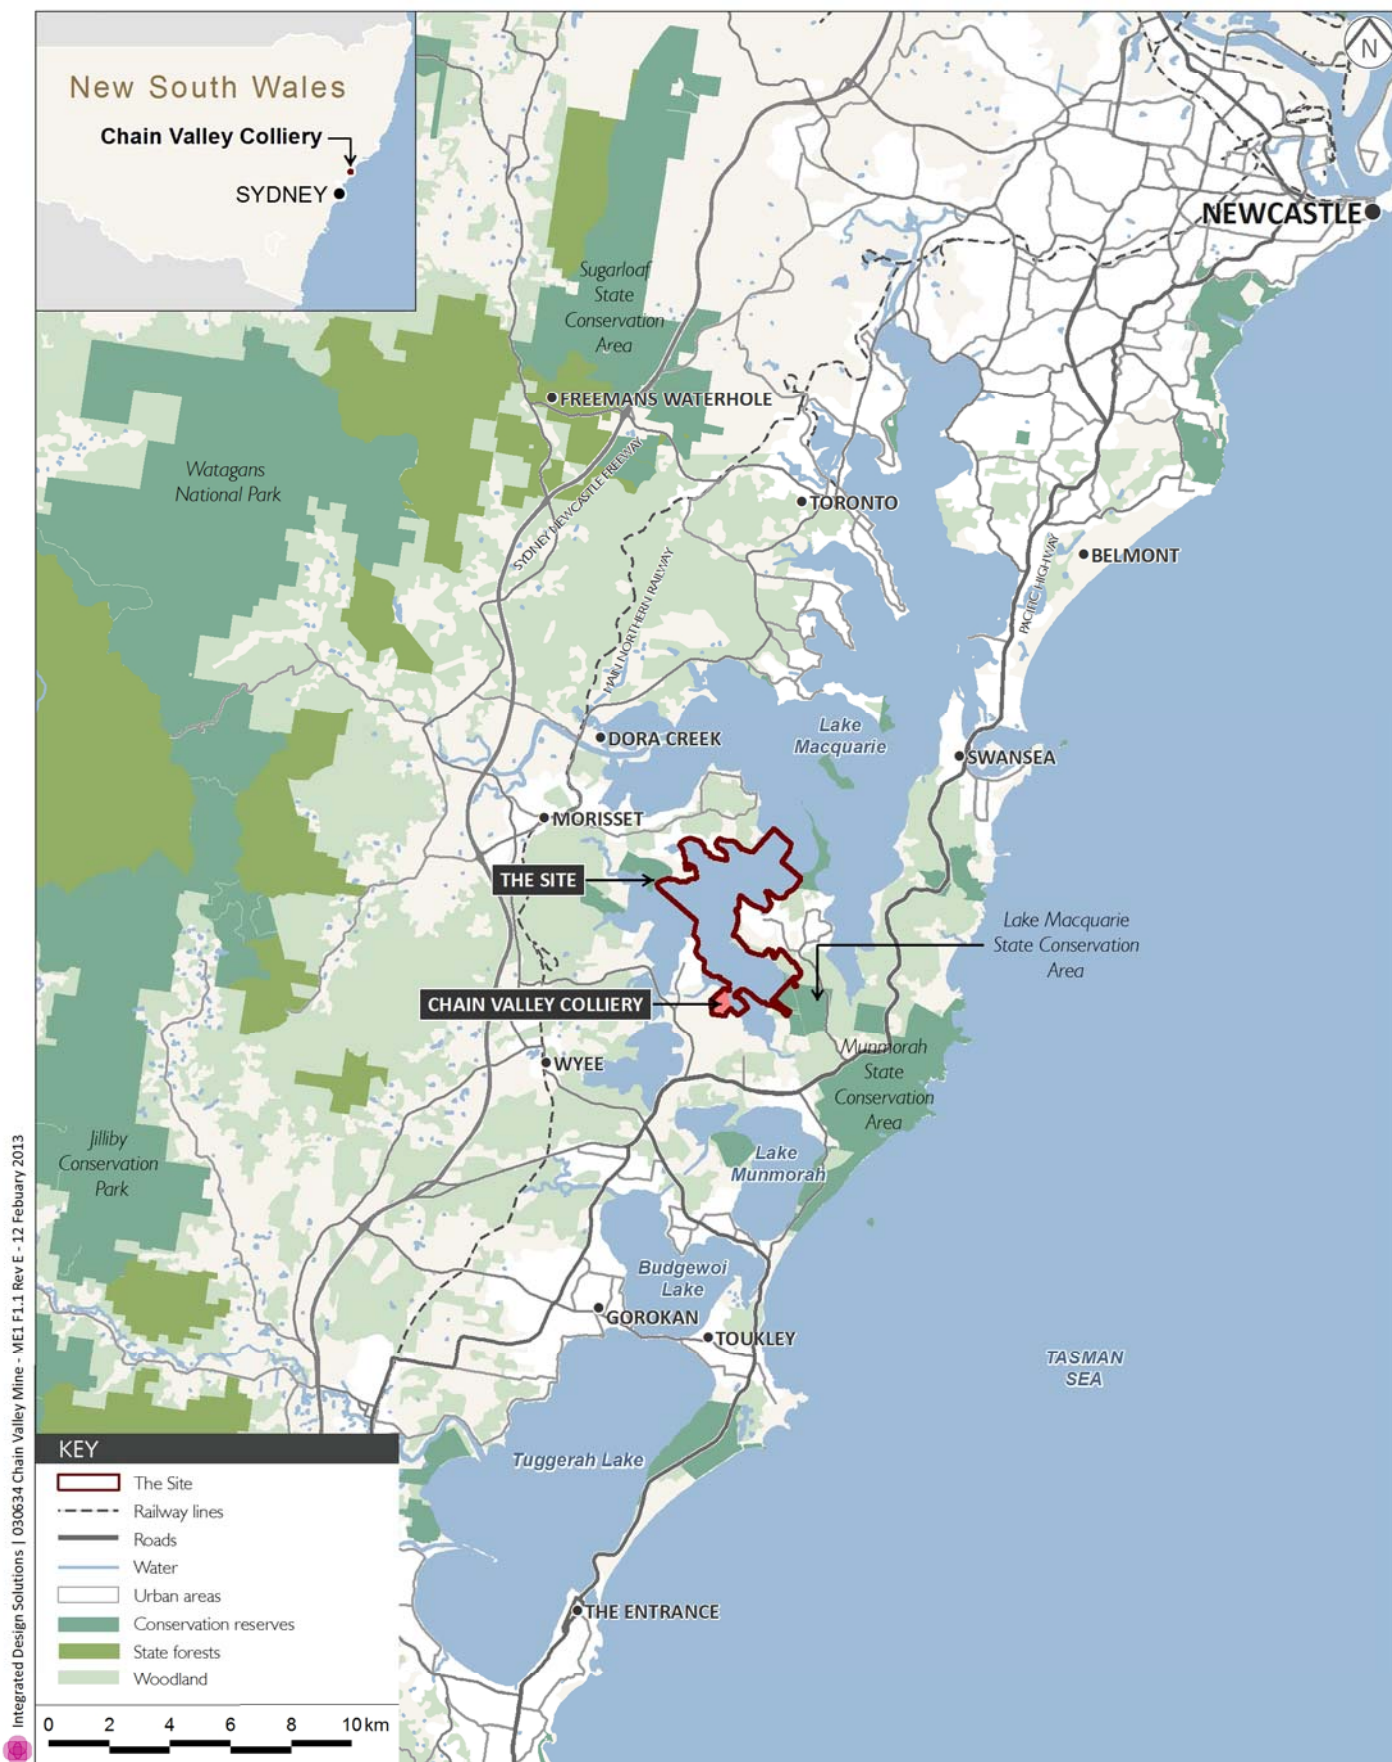 New South Wales
Chain Valley Colliery
SYDNEY
N
NEWCASTLE
Sugarloaf
State
Conservation
Area
FREEMANS WATERHOLE
Watagans
National Park
SYDNEY NEWCASTLE FREEWAY
TORONTO
BELMONT
PACIFIC HIGHWAY
MAIN NORTHERN RAILWAY
DORA CREEK
Lake
Macquarie
SWANSEA
MORISSET
THE SITE
Lake Macquarie
State Conservation
Area
CHAIN VALLEY COLLIERY
WYEE
Munmorah
State
Conservation
Area
Jilliby
Conservation
Park
Lake
Munmorah
Budgewoi
Lake
GOROKAN
TOUKLEY
TASMAN
SEA
Tuggerah Lake
THE ENTRANCE
KEY
The Site
Railway lines
Roads
Water
Urban areas
Conservation reserves
State forests
Woodland
0 2 4 6 8 10 km
Integrated Design Solutions | 030634 Chain Valley Mine - ME1 F1.1 Rev E - 12 Febuary 2013